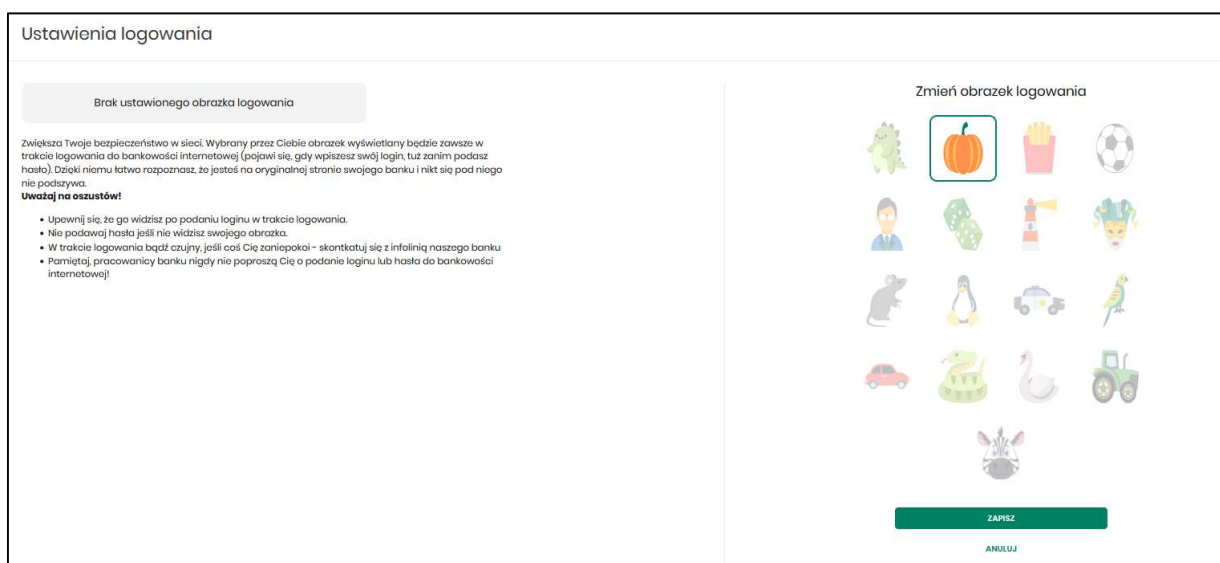 Ustawienia logowania
Brak ustawionego obrazka logowania
Zwiększa Twoje bezpieczeństwo w sieci. Wybrany przez Ciebie obrazek wyświetlany będzie zawsze w
trakcie logowania do bankowości internetowej (pojawi się, gdy wpiszesz swój login, tuż zanim podasz
hasło). Dzięki niemu łatwo rozpoznasz, że jesteś na oryginalnej stronie swojego banku i nikt się pod niego
nie podszywa.
Uważaj na oszustów!
• Upewnij się, że go widzisz po podaniu loginu w trakcie logowania.
• Nie podawaj hasła jeśli nie widzisz swojego obrazka.
• W trakcie logowania bądź czujny, jeśli coś Cię zaniepokoi - skontkatuj się z infolinią naszego banku
• Pamiętaj, pracowanicy banku nigdy nie poproszą Cię o podanie loginu lub hasła do bankowości
internetowej!
Zmień obrazek logowania
ZAPISZ
ANULUJ